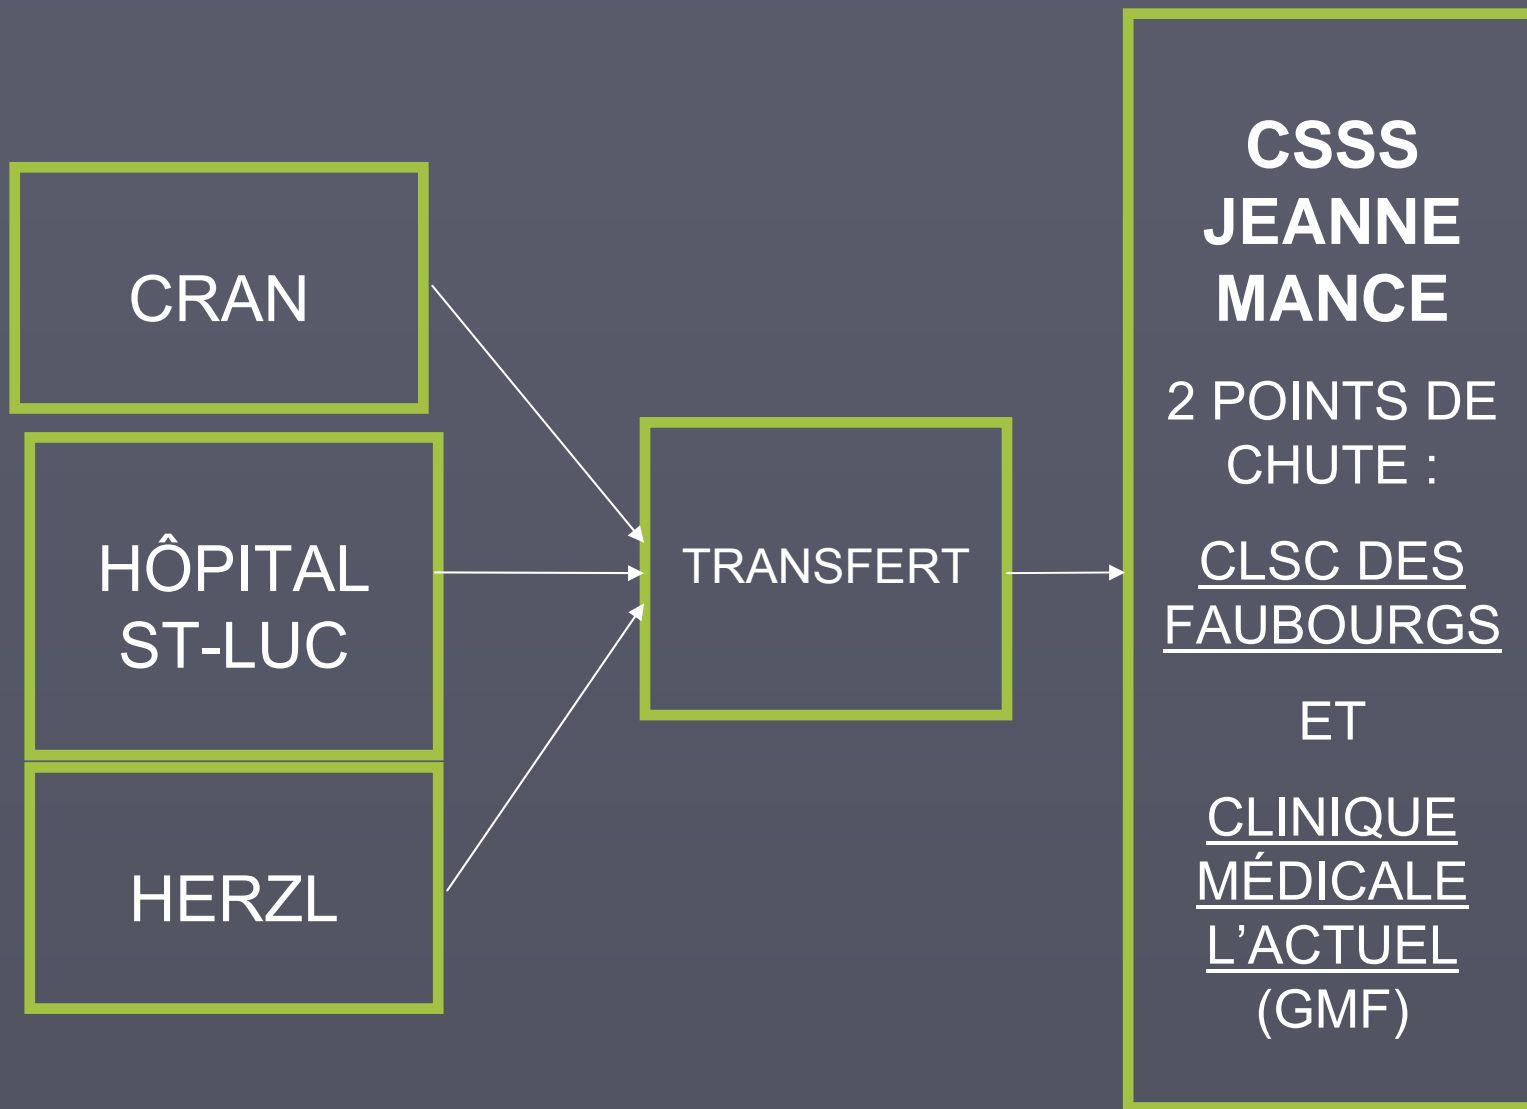 CRAN
HÔPITAL
ST-LUC
HERZL
TRANSFERT
CSSS
JEANNE
MANCE
2 POINTS DE
CHUTE :
CLSC DES
FAUBOURGS
ET
CLINIQUE
MÉDICALE
L’ACTUEL
(GMF)